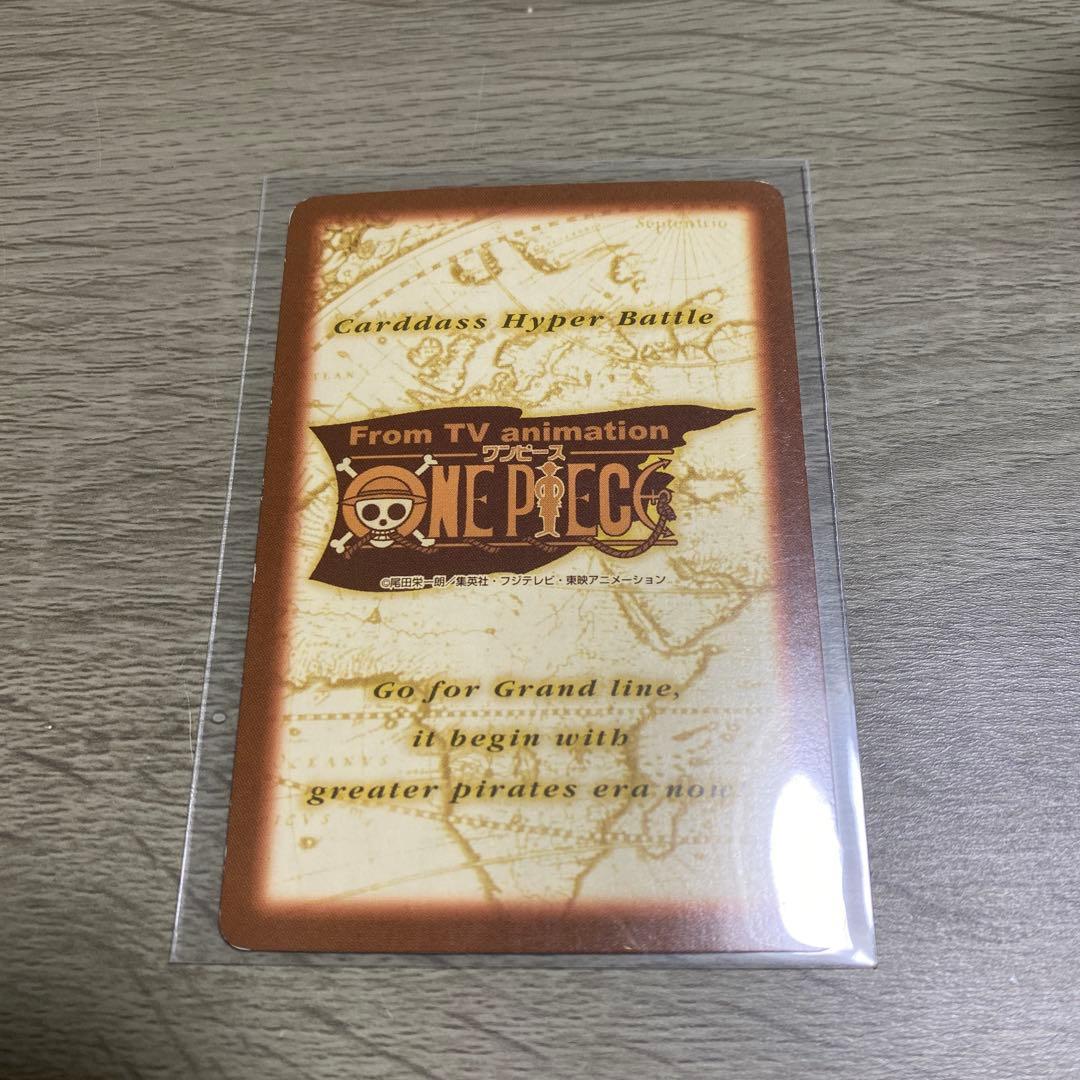 Septentrio
Carddass Hyper Battle
From TV animation
ワンピース
ONE PIECE
©尾田栄一郎/集英社・フジテレビ・東映アニメーション
Go for Grand line,
it begin with
greater pirates era now!